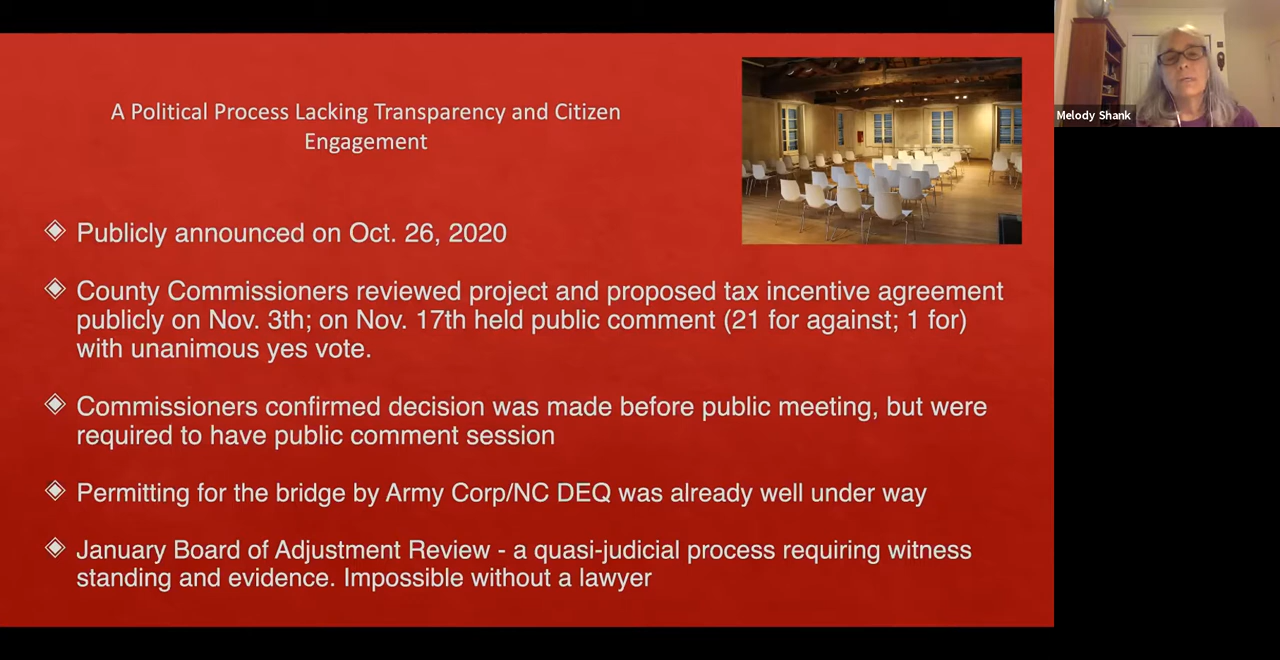 A Political Process Lacking Transparency and Citizen
Engagement
Publicly announced on Oct. 26, 2020
County Commissioners reviewed project and proposed tax incentive agreement
publicly on Nov. 3th; on Nov. 17th held public comment (21 for against; 1 for)
with unanimous yes vote.
Commissioners confirmed decision was made before public meeting, but were
required to have public comment session
Permitting for the bridge by Army Corp/NC DEQ was already well under way
January Board of Adjustment Review - a quasi-judicial process requiring witness
standing and evidence. Impossible without a lawyer
Melody Shank